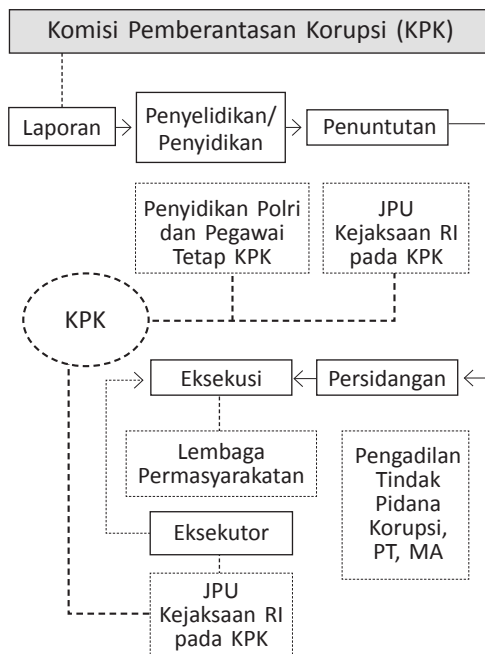 Komisi Pemberantasan Korupsi (KPK)
Laporan
Penyelidikan/
Penyidikan
Penuntutan
Penyidikan Polri
dan Pegawai
Tetap KPK
JPU
Kejaksaan RI
pada KPK
KPK
Eksekusi
Persidangan
Lembaga
Permasyarakatan
Pengadilan
Tindak
Pidana
Korupsi,
PT, MA
Eksekutor
JPU
Kejaksaan RI
pada KPK